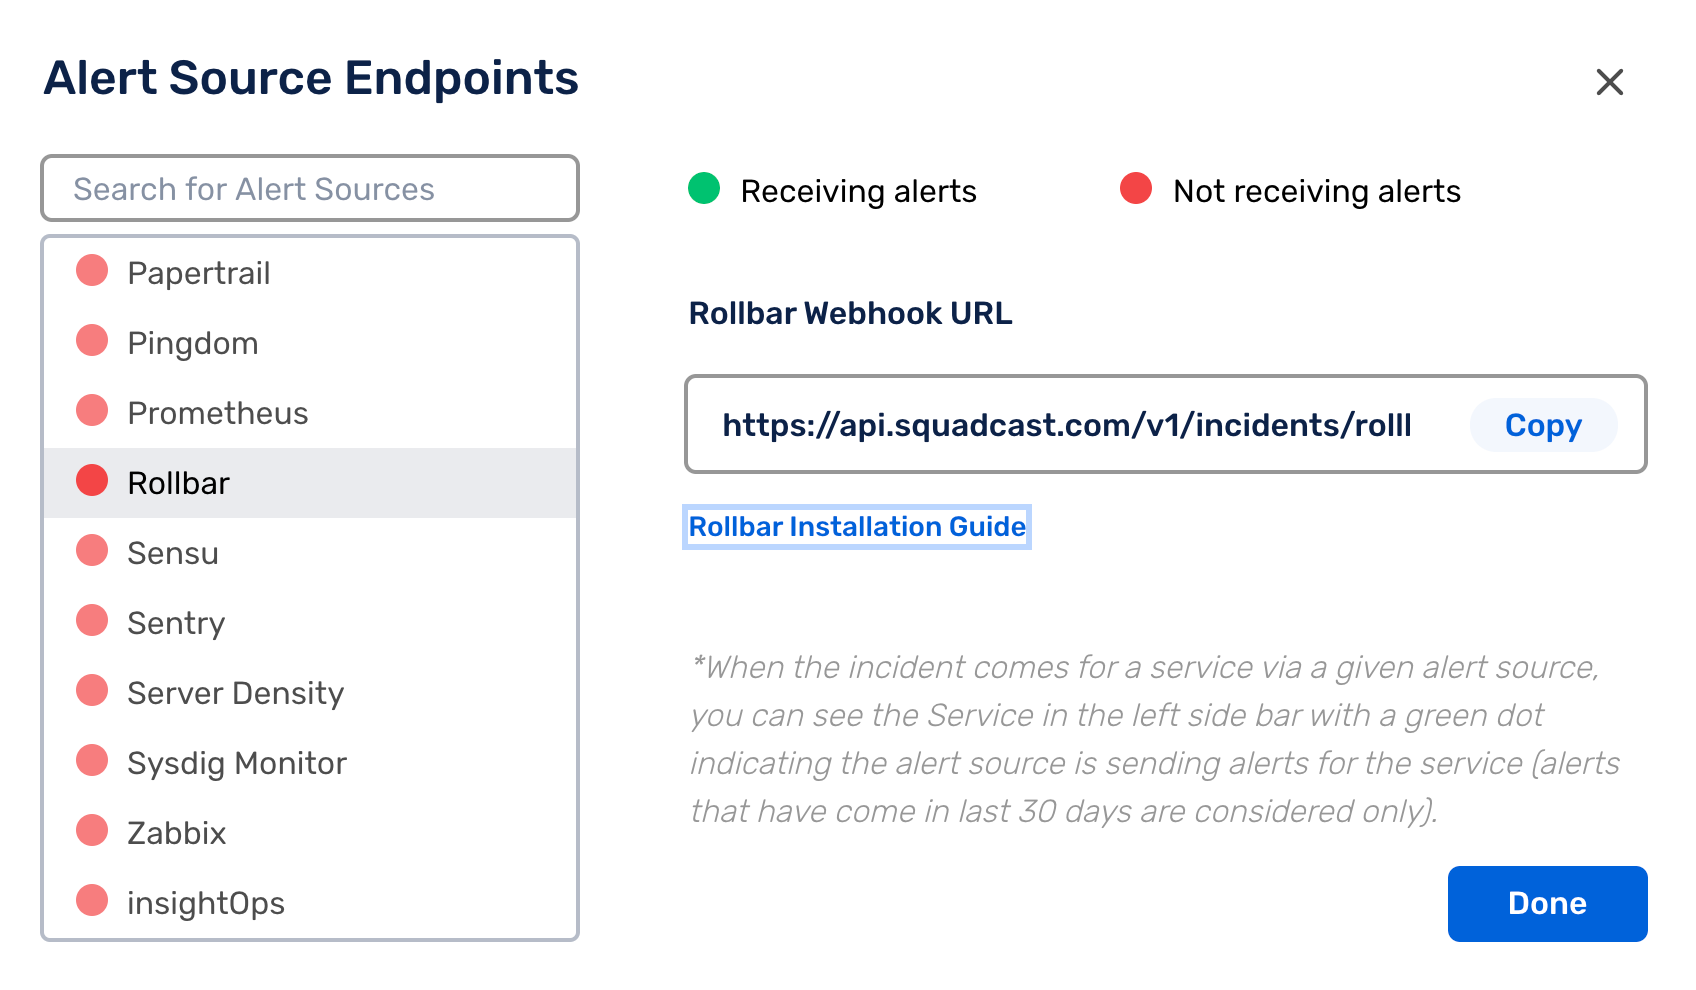 Alert Source Endpoints
Search for Alert Sources
Papertrail
Pingdom
Prometheus
Rollbar
Sensu
Sentry
Server Density
Sysdig Monitor
Zabbix
insightOps
Receiving alerts
Not receiving alerts
Rollbar Webhook URL
https://api.squadcast.com/v1/incidents/rolll
Copy
Rollbar Installation Guide
*When the incident comes for a service via a given alert source,
you can see the Service in the left side bar with a green dot
indicating the alert source is sending alerts for the service (alerts
that have come in last 30 days are considered only).
Done